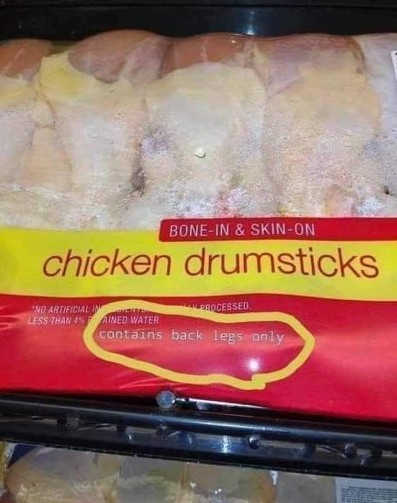 BONE-IN & SKIN-ON
chicken drumsticks
*NO ARTIFICIAL PROCESSED,
LESS THAN 4% WATER
contains back legs only